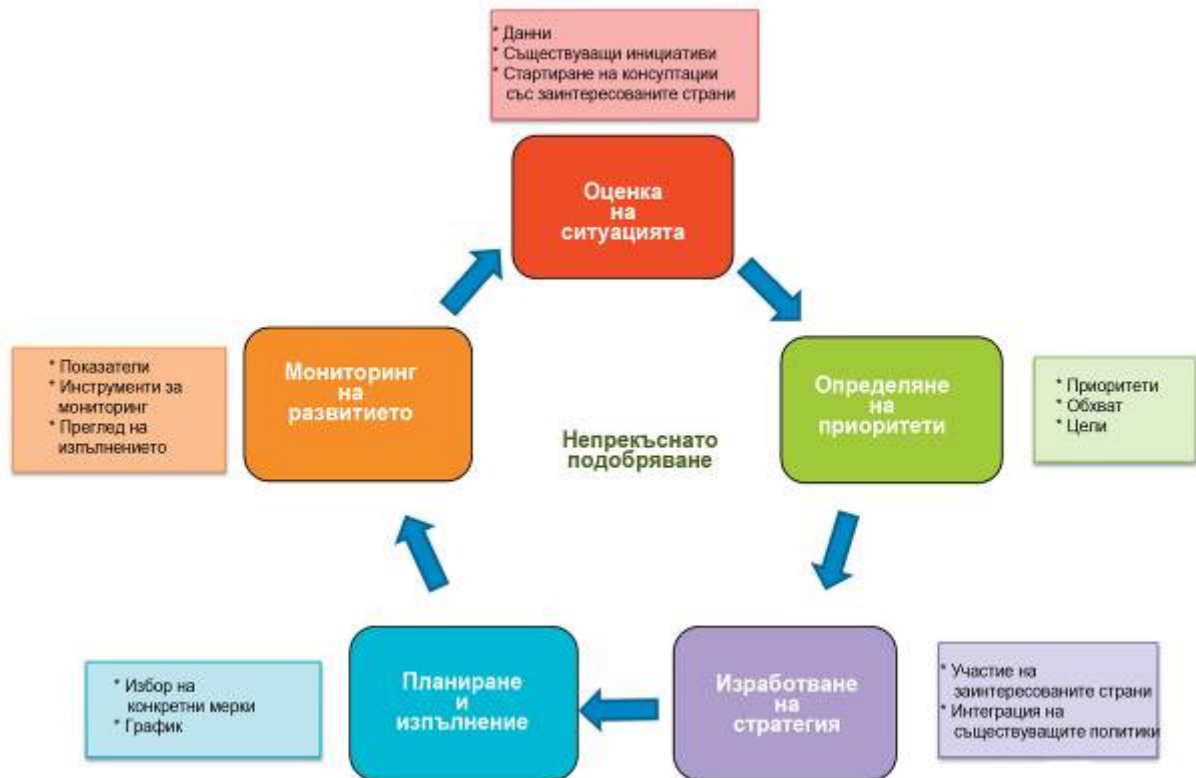 * Данни
* Съществуващи инициативи
* Стартиране на консултации
със заинтересованите страни
Оценка
на
ситуацията
Мониторинг
на
развитието
* Показатели
* Инструменти за
мониторинг
* Преглед на
изпълнението
Определяне
на
приоритети
* Приоритети
* Обхват
* Цели
Непрекъснато
подобряване
Планиране
и
изпълнение
* Избор на
конкретни мерки
* График
Изработване
на
стратегия
* Участие на
заинтересованите страни
* Интеграция на
съществуващите политики